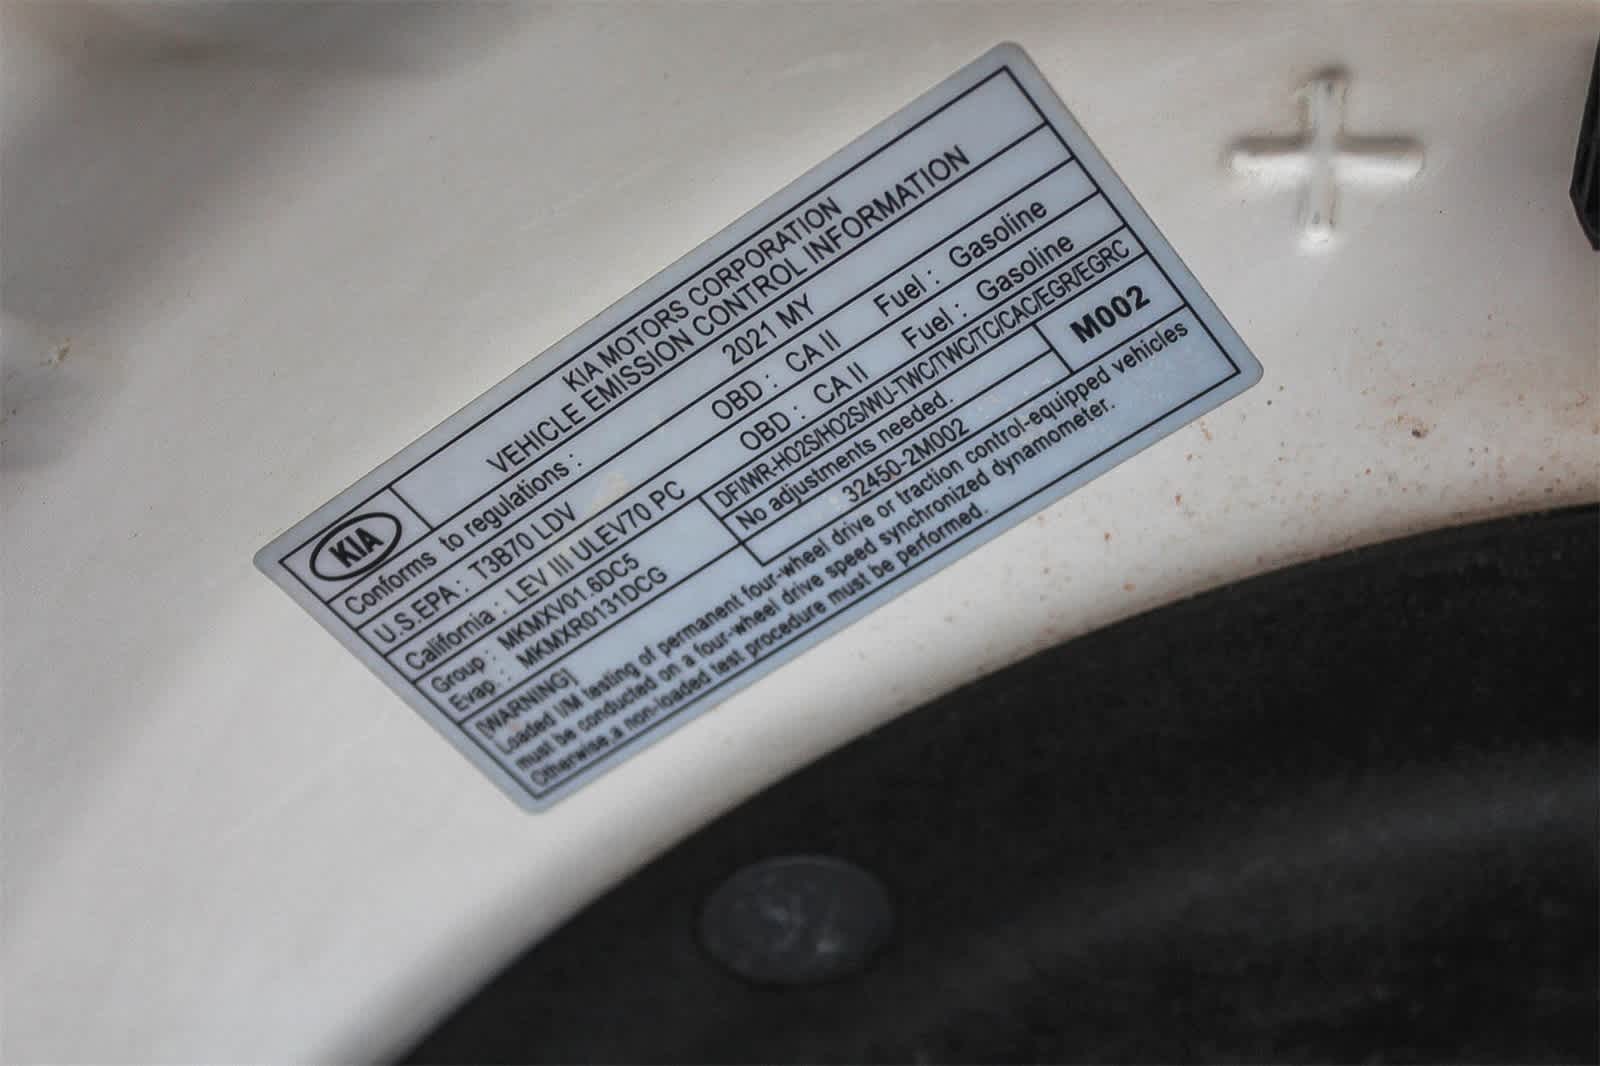 KIA
KIA MOTORS CORPORATION
VEHICLE EMISSION CONTROL INFORMATION
Conforms to regulations : 2021 MY
U.S.EPA : T3B70 LDV OBD : CA II Fuel : Gasoline
California : LEV III ULEV70 PC OBD : CA II Fuel : Gasoline
Group : MKMXV01.6DC5
Evap. : MKMXR0131DCG
DFI/WR-HO2S/HO2S/WU-TWC/TWC/TC/CAC/EGR/EGRC
No adjustments needed.
32450-2M002
M002
[WARNING]
Loaded I/M testing of permanent four-wheel drive or traction control-equipped vehicles
must be conducted on a four-wheel drive speed synchronized dynamometer.
Otherwise a non-loaded test procedure must be performed.